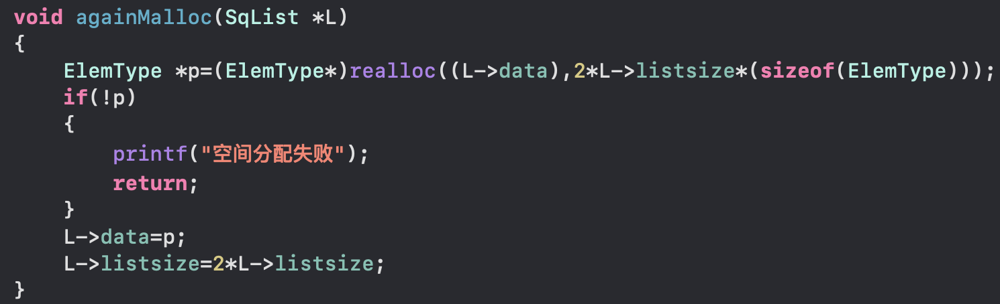 void againMalloc(SqList *L)
{
    ElemType *p=(ElemType*)realloc((L->data),2*L->listsize*(sizeof(ElemType)));
    if(!p)
    {
        printf("空间分配失败");
        return;
    }
    L->data=p;
    L->listsize=2*L->listsize;
}